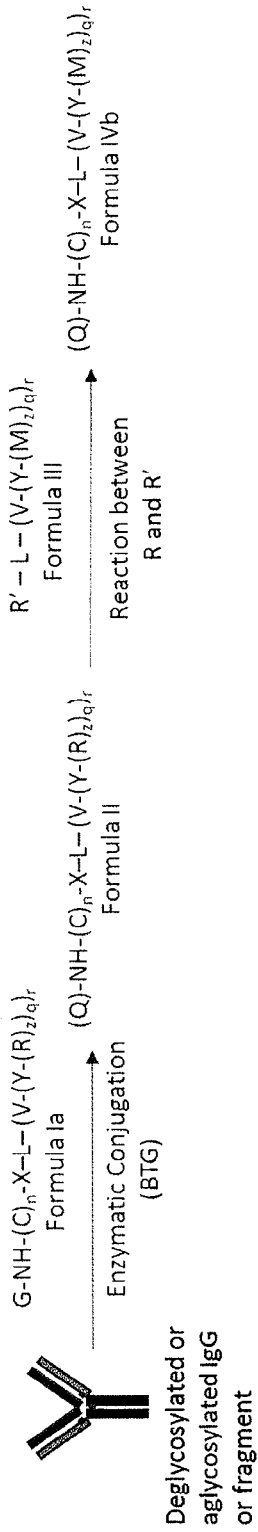 Deglycosylated or
aglycosylated IgG
or fragment
G-NH-(C)n-X-L-(V-(Y-(R)z)q)r
Formula Ia
Enzymatic Conjugation
(BTG)
(Q)-NH-(C)n-X-L-(V-(Y-(R)z)q)r
Formula II
R' – L – (V-(Y-(M)z)q)r
Formula III
Reaction between
R and R'
(Q)-NH-(C)n-X-L-(V-(Y-(M)z)q)r
Formula IVb